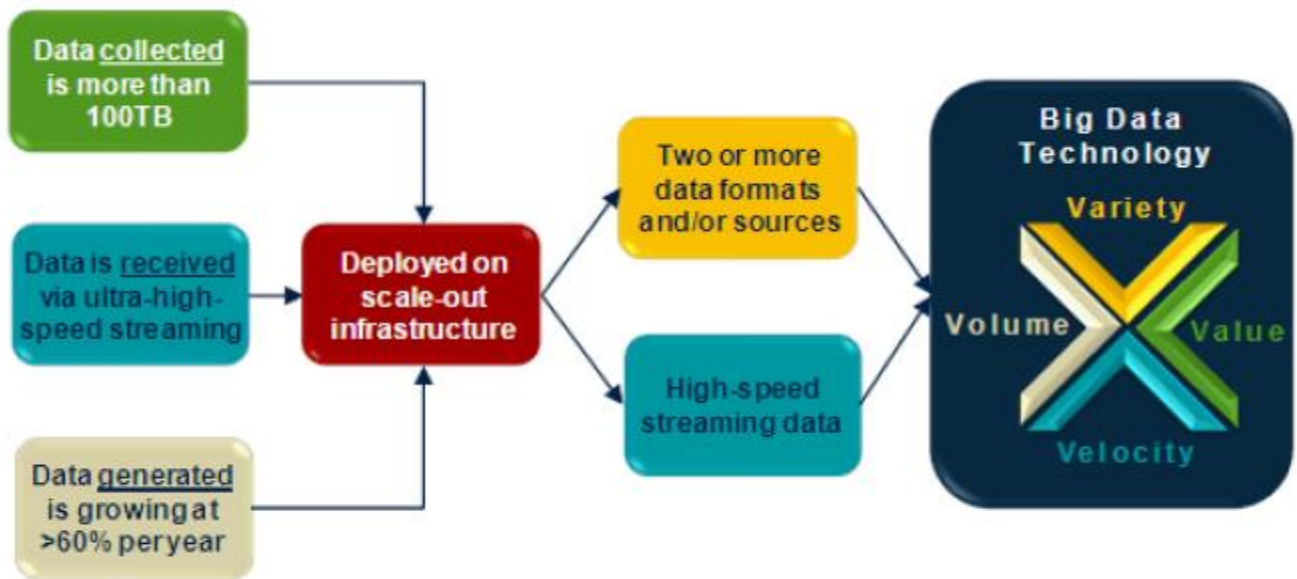 Data collected
is more than
100TB
Data is received
via ultra-high-
speed streaming
Data generated
is growing at
>60% per year
Deployed on
scale-out
infrastructure
Two or more
data formats
and/or sources
High-speed
streaming data
Big Data
Technology
Variety
Volume
Value
Velocity